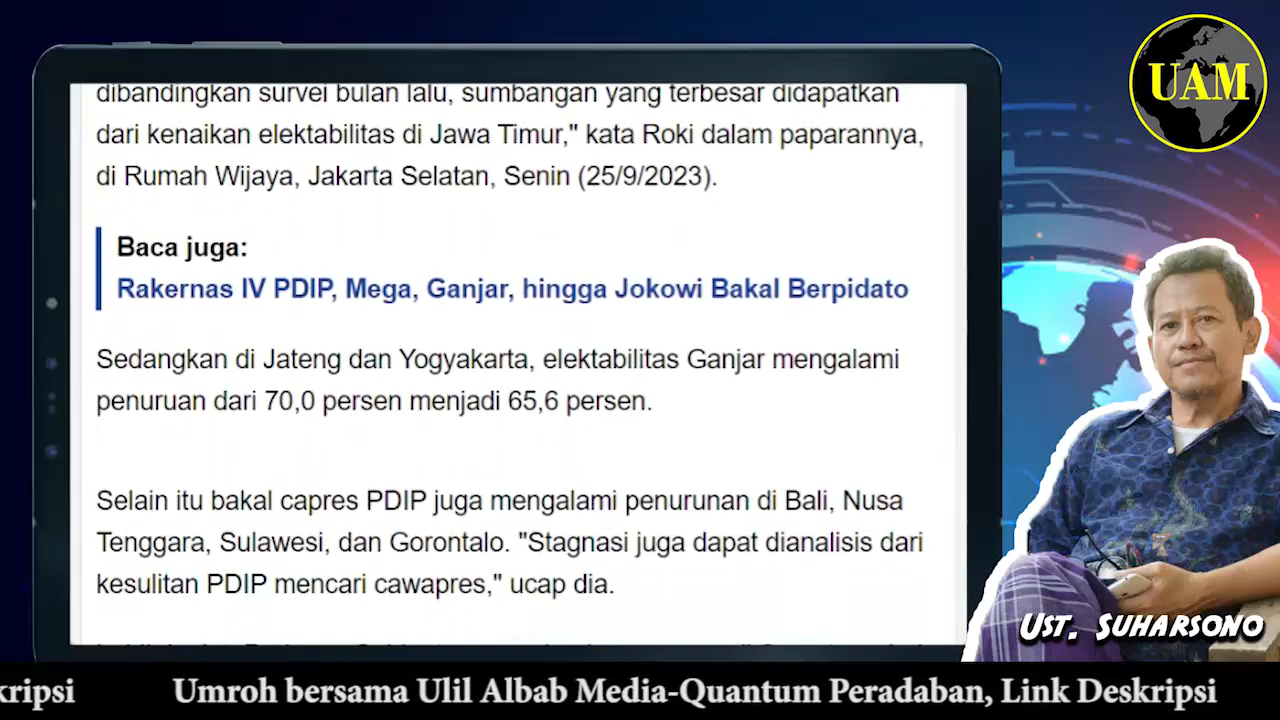 UAM
dibandingkan survei bulan lalu, sumbangan yang terbesar didapatkan
dari kenaikan elektabilitas di Jawa Timur," kata Roki dalam paparannya,
di Rumah Wijaya, Jakarta Selatan, Senin (25/9/2023).
Baca juga:
Rakernas IV PDIP, Mega, Ganjar, hingga Jokowi Bakal Berpidato
Sedangkan di Jateng dan Yogyakarta, elektabilitas Ganjar mengalami
penuruan dari 70,0 persen menjadi 65,6 persen.
Selain itu bakal capres PDIP juga mengalami penurunan di Bali, Nusa
Tenggara, Sulawesi, dan Gorontalo. "Stagnasi juga dapat dianalisis dari
kesulitan PDIP mencari cawapres," ucap dia.
UST. SUHARSONO
kripsi Umroh bersama Ulil Albab Media-Quantum Peradaban, Link Deskripsi